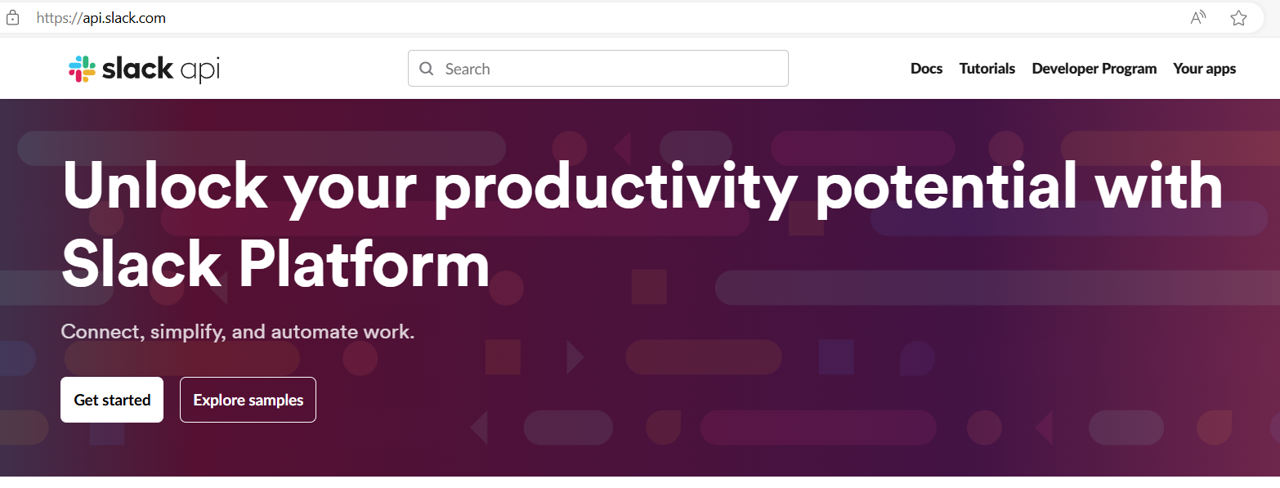 https://api.slack.com
slack api
Search
Docs Tutorials Developer Program Your apps
Unlock your productivity potential with
Slack Platform
Connect, simplify, and automate work.
Get started Explore samples